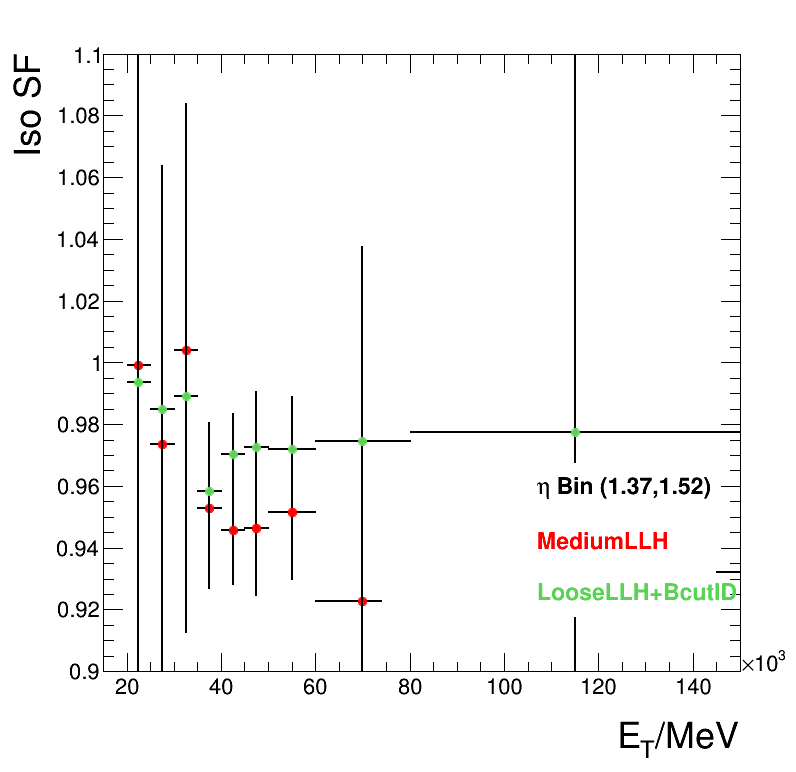 Iso SF
1.1
1.08
1.06
1.04
1.02
1
0.98
0.96
0.94
0.92
0.9
η Bin (1.37,1.52)
MediumLLH
LooseLLH+BcutID
20 40 60 80 100 120 140
×10³
E_T/MeV